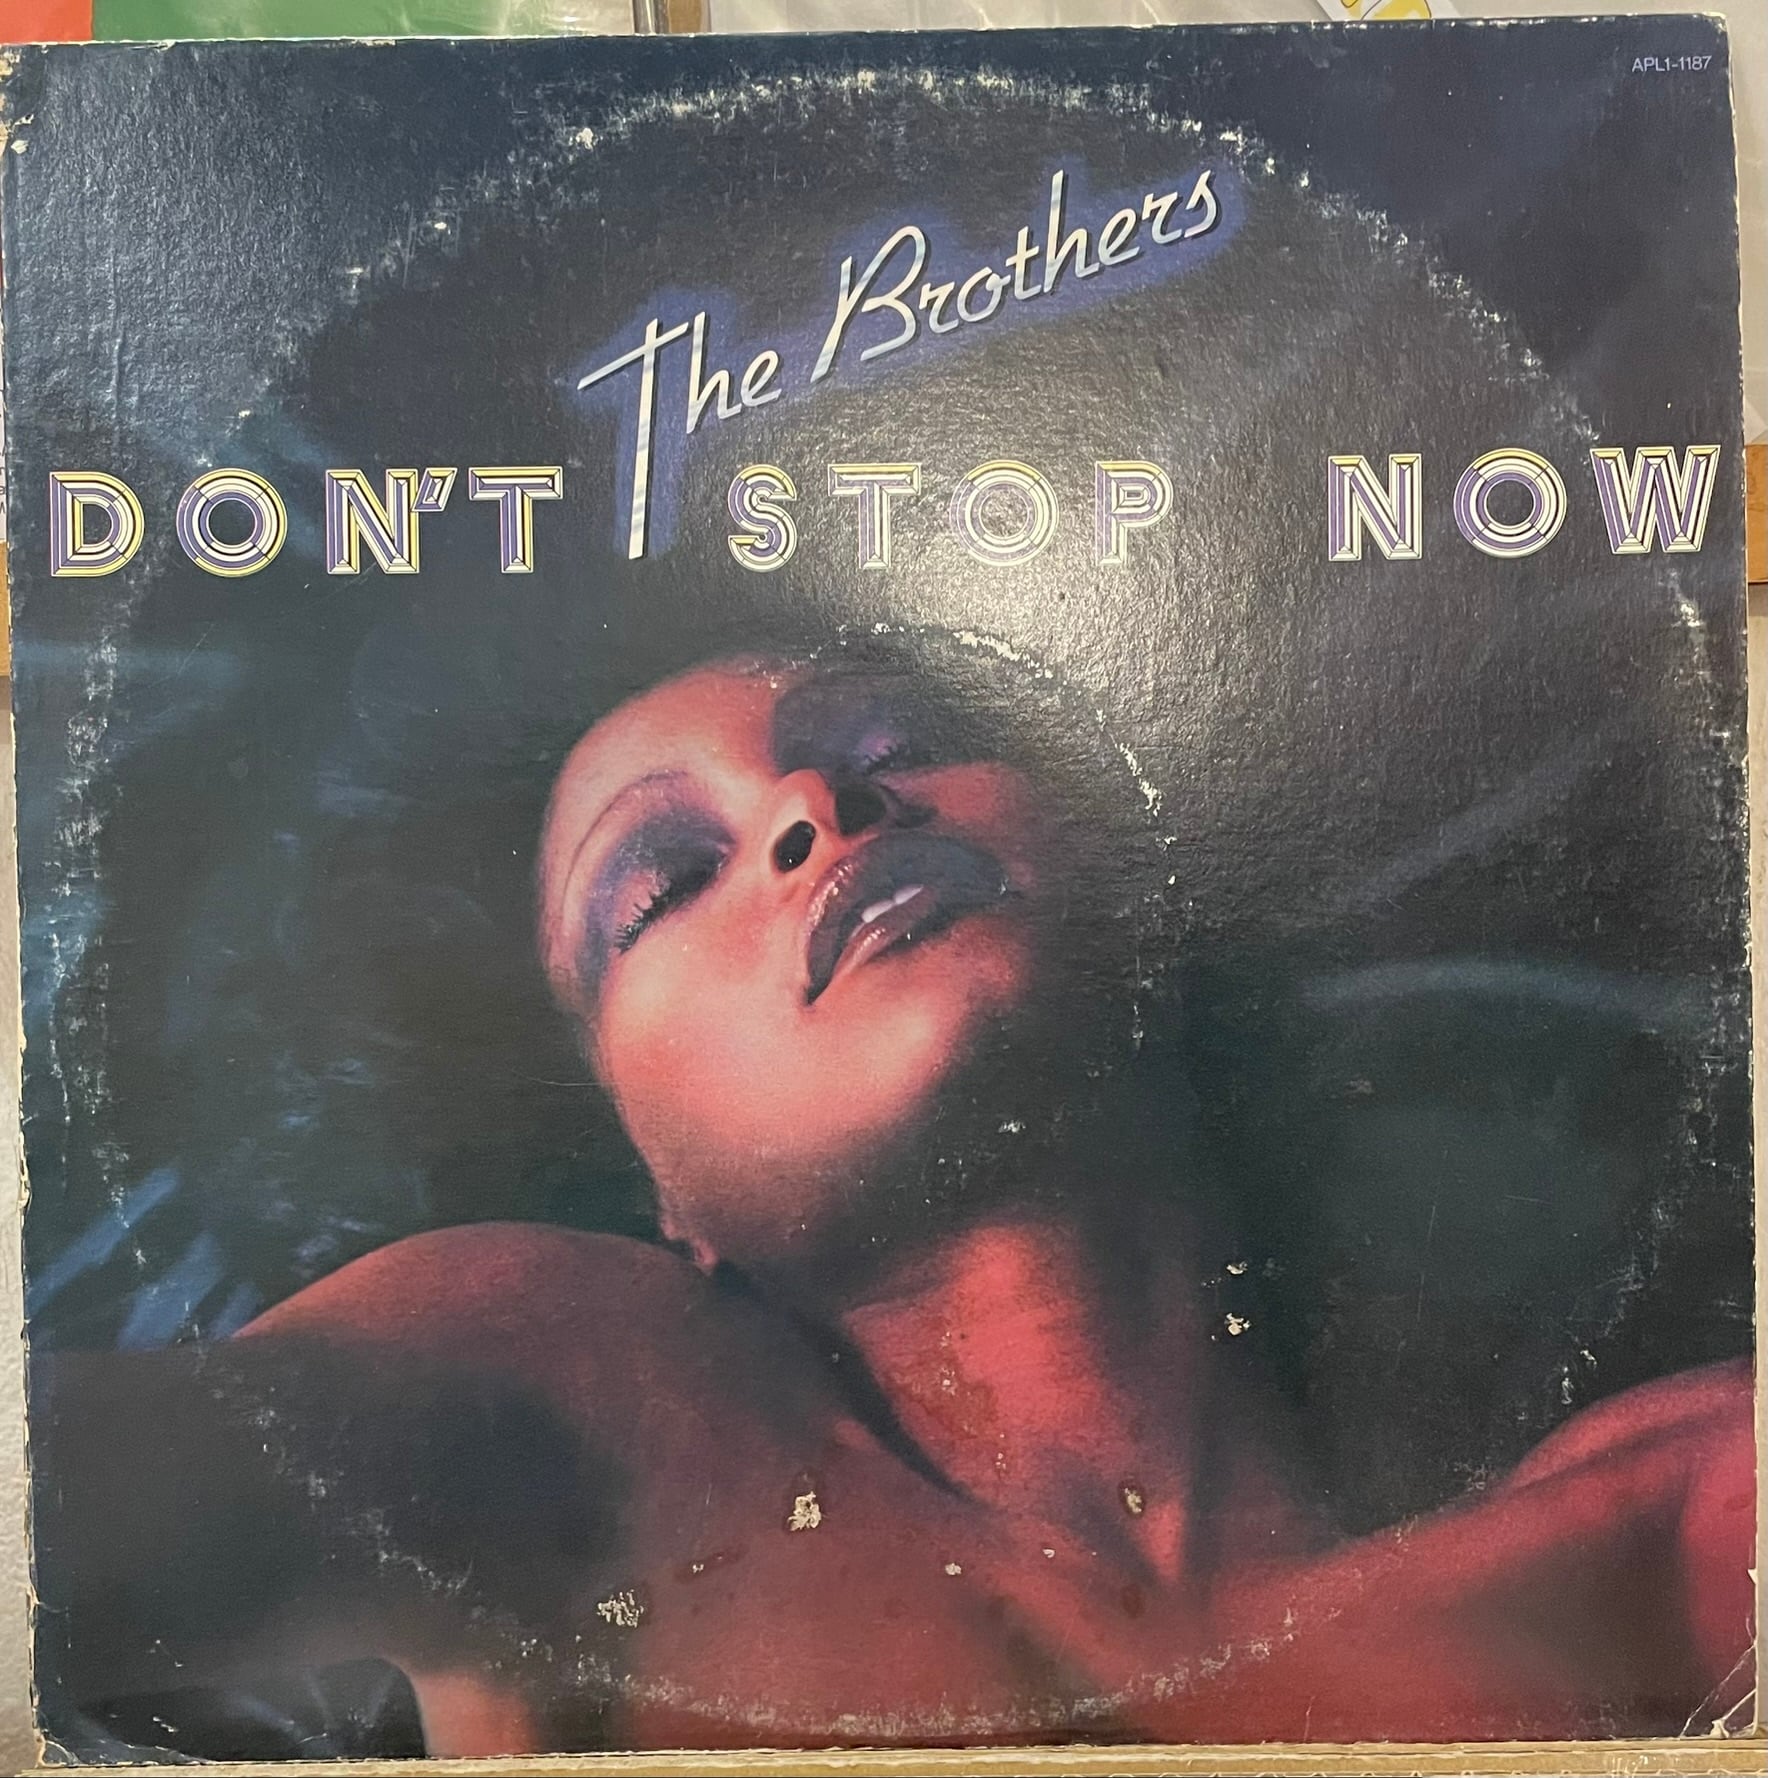 APL1-1187
The Brothers
DON'T STOP NOW